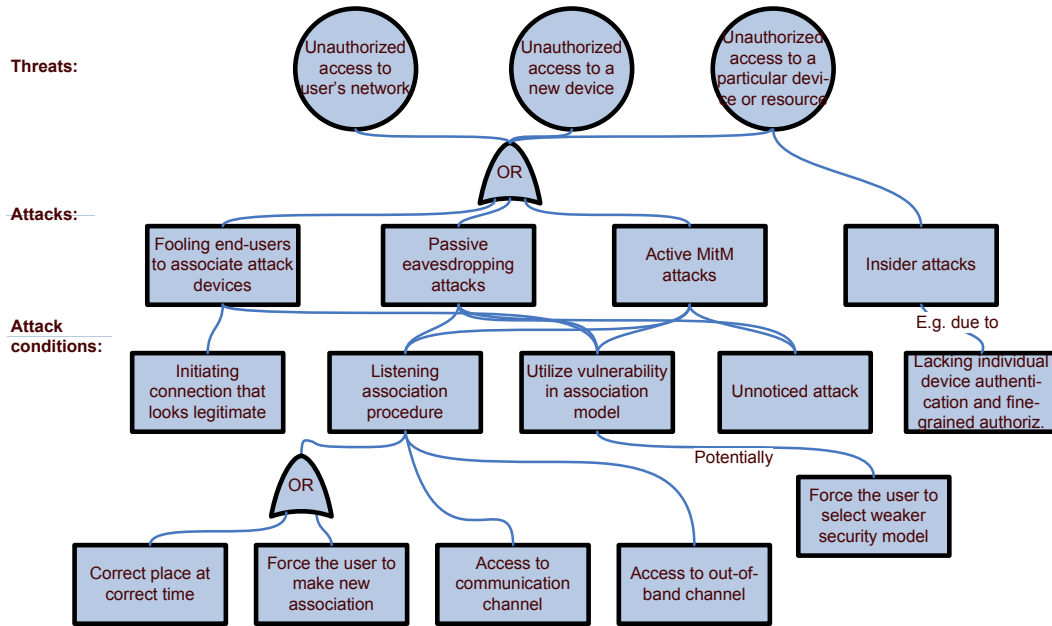 Threats:
Unauthorized
access to
user's network
Unauthorized
access to a
new device
Unauthorized
access to a
particular devi-
ce or resource
OR
Attacks:
Fooling end-users
to associate attack
devices
Passive
eavesdropping
attacks
Active MitM
attacks
Insider attacks
E.g. due to
Attack
conditions:
Initiating
connection that
looks legitimate
Listening
association
procedure
Utilize vulnerability
in association
model
Unnoticed attack
Lacking individual
device authenti-
cation and fine-
grained authoriz.
Potentially
OR
Force the user to
select weaker
security model
Correct place at
correct time
Force the user to
make new
association
Access to
communication
channel
Access to out-of-
band channel